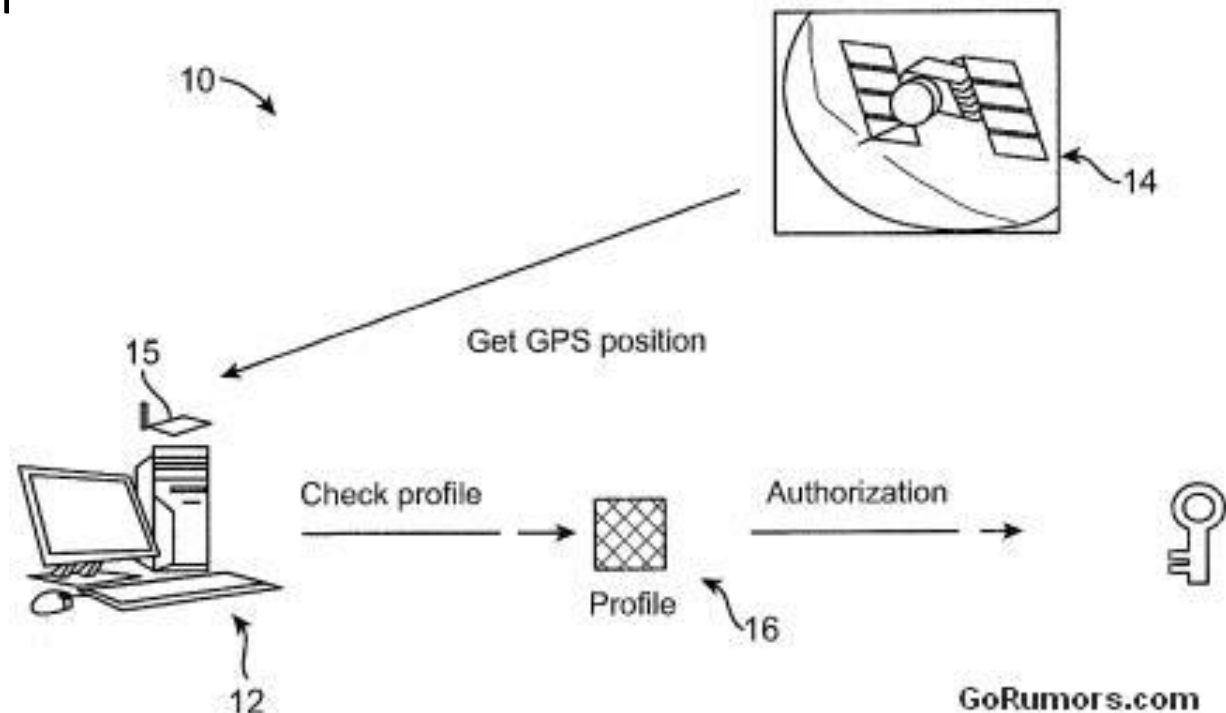 10
14
Get GPS position
15
Check profile
Authorization
Profile
16
12
GoRumors.com